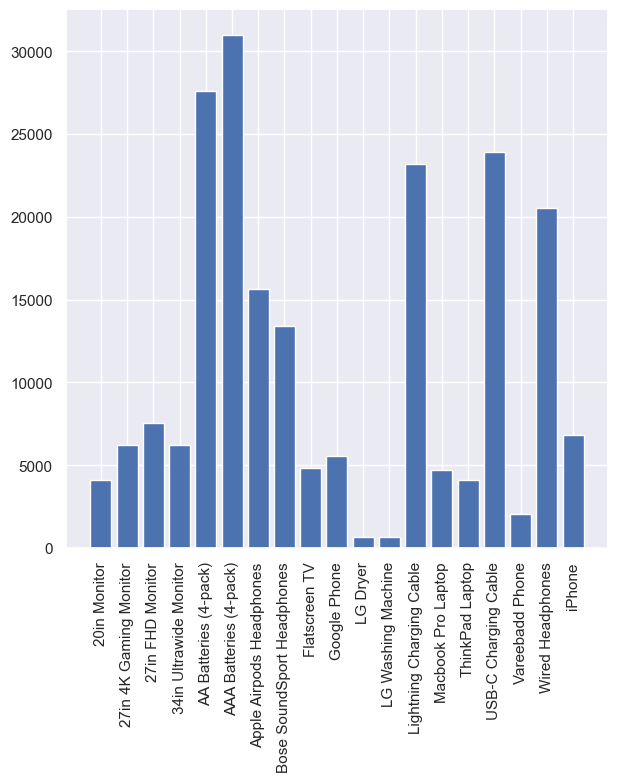 30000
25000
20000
15000
10000
5000
0
20in Monitor
27in 4K Gaming Monitor
27in FHD Monitor
34in Ultrawide Monitor
AA Batteries (4-pack)
AAA Batteries (4-pack)
Apple Airpods Headphones
Bose SoundSport Headphones
Flatscreen TV
Google Phone
LG Dryer
LG Washing Machine
Lightning Charging Cable
Macbook Pro Laptop
ThinkPad Laptop
USB-C Charging Cable
Vareebadd Phone
Wired Headphones
iPhone